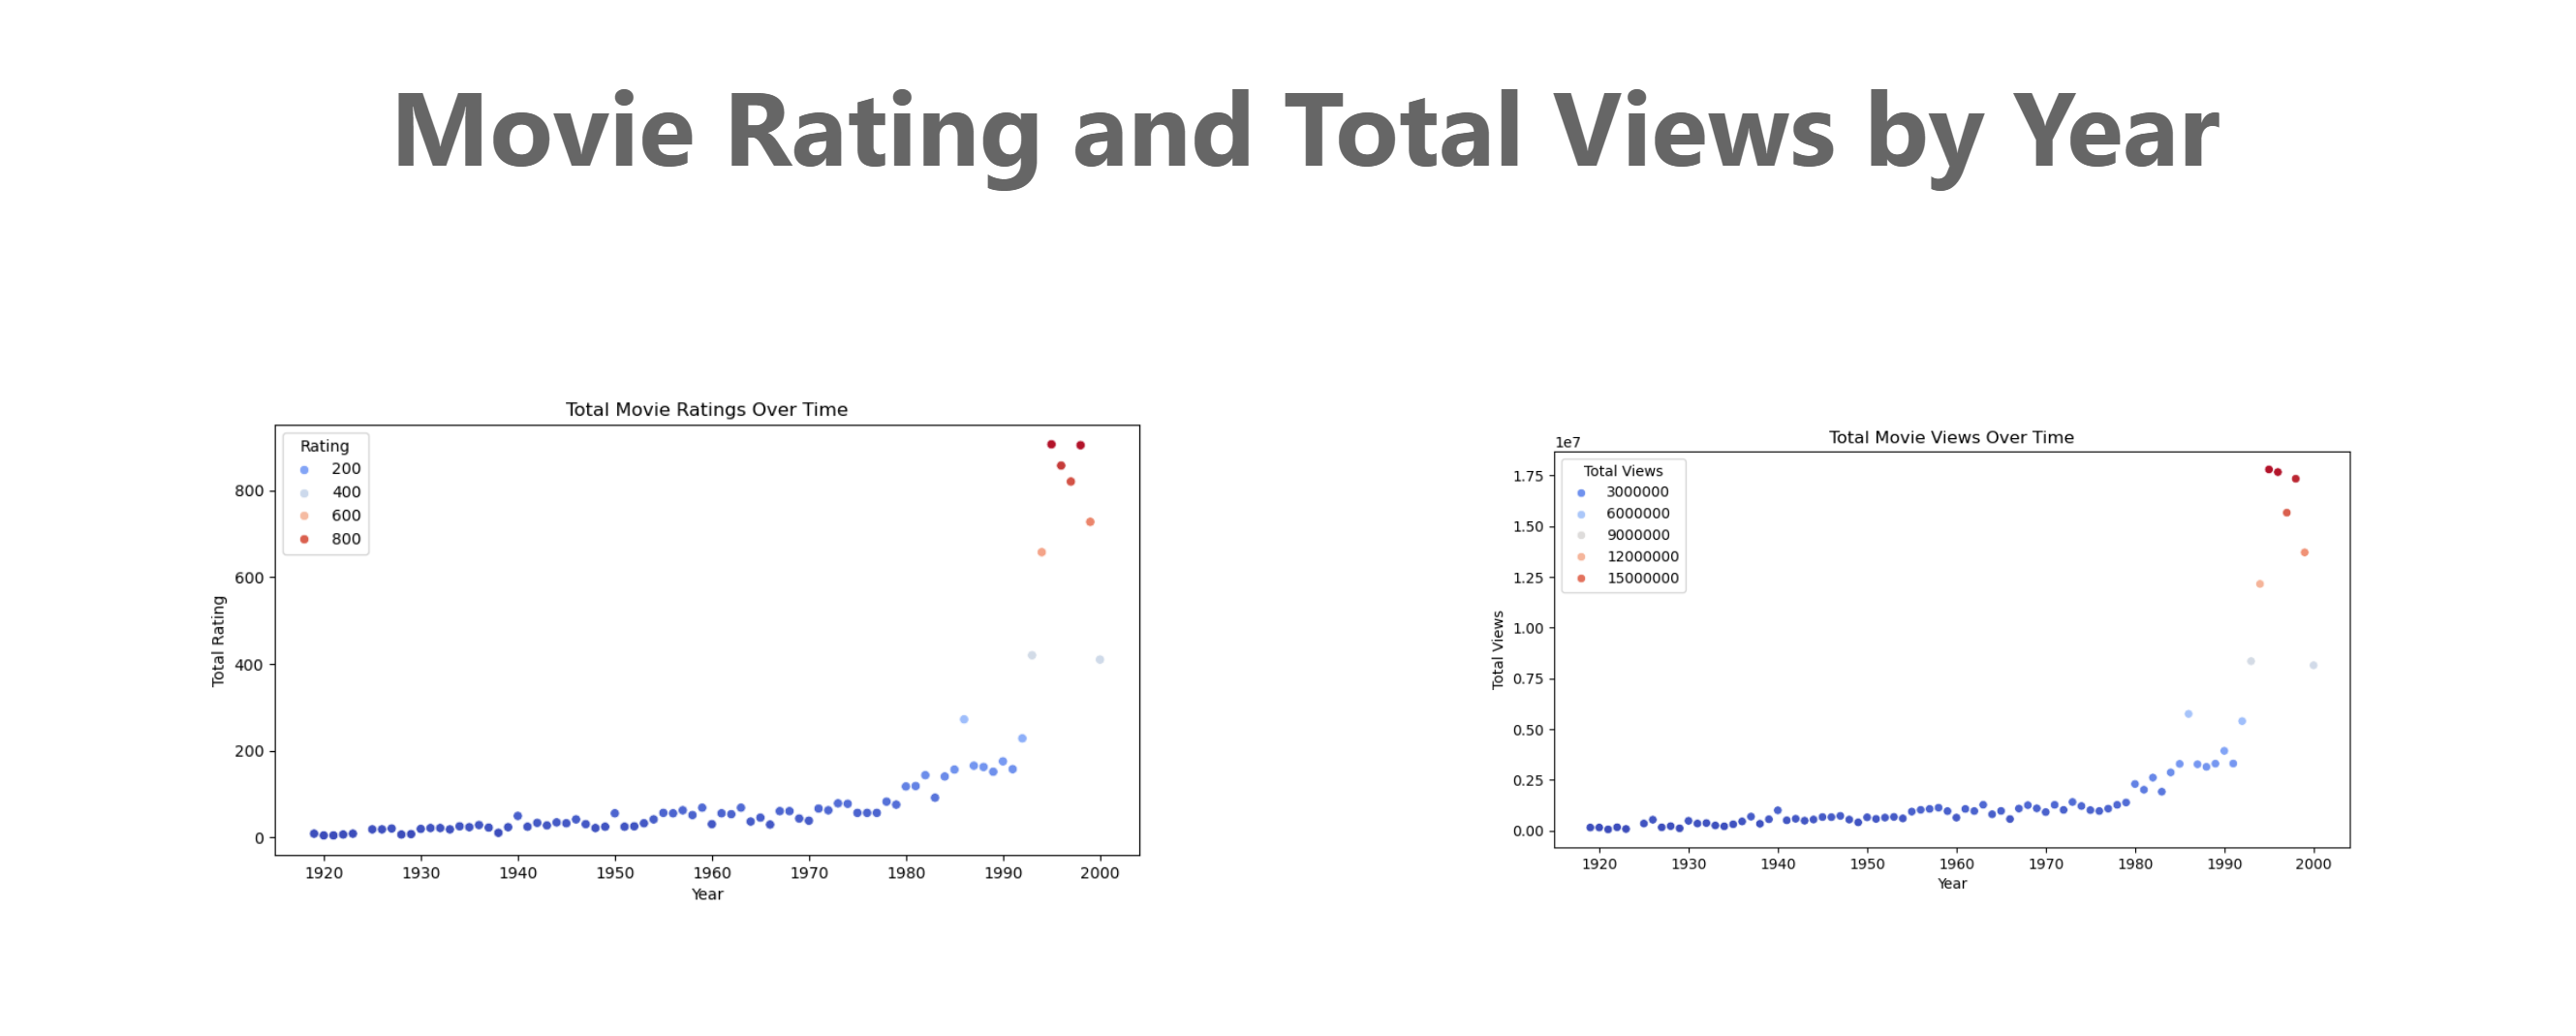 Movie Rating and Total Views by Year
Total Movie Ratings Over Time
Rating
200
400
600
800
Total Rating
800
600
400
200
0
1920 1930 1940 1950 1960 1970 1980 1990 2000
Year
Total Movie Views Over Time
1e7
Total Views
3000000
6000000
9000000
12000000
15000000
Total Views
1.75
1.50
1.25
1.00
0.75
0.50
0.25
0.00
1920 1930 1940 1950 1960 1970 1980 1990 2000
Year